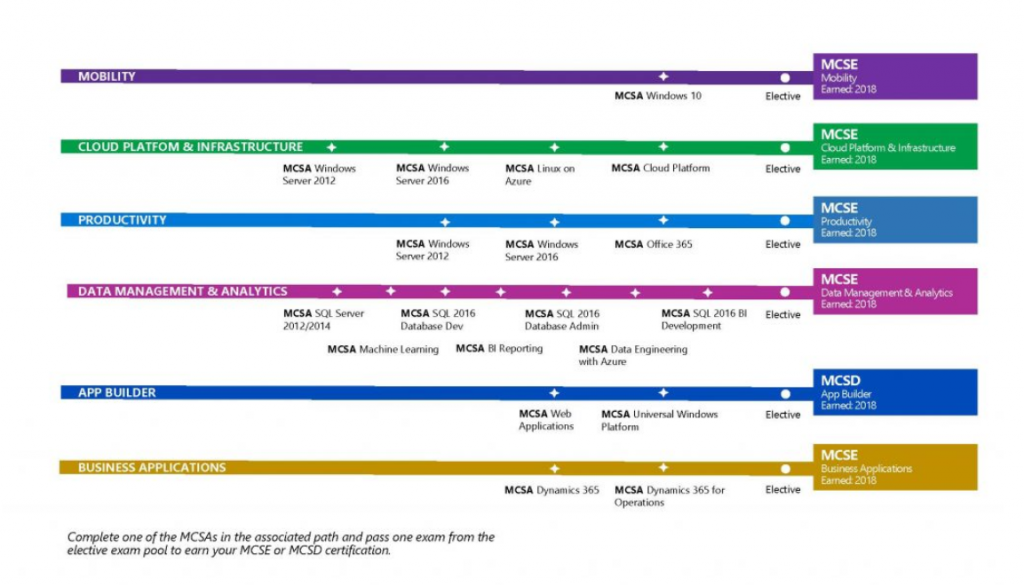 MOBILITY
MCSA Windows 10
Elective
MCSE
Mobility
Earned: 2018
CLOUD PLATFOM & INFRASTRUCTURE
MCSA Windows
Server 2012
MCSA Windows
Server 2016
MCSA Linux on
Azure
MCSA Cloud Platform
Elective
MCSE
Cloud Platform & Infrastructure
Earned: 2018
PRODUCTIVITY
MCSA Windows
Server 2012
MCSA Windows
Server 2016
MCSA Office 365
Elective
MCSE
Productivity
Earned: 2018
DATA MANAGEMENT & ANALYTICS
MCSA SQL Server
2012/2014
MCSA SQL 2016
Database Dev
MCSA SQL 2016
Database Admin
MCSA SQL 2016 BI
Development
Elective
MCSA Machine Learning
MCSA BI Reporting
MCSA Data Engineering
with Azure
MCSE
Data Management & Analytics
Earned: 2018
APP BUILDER
MCSA Web
Applications
MCSA Universal Windows
Platform
Elective
MCSD
App Builder
Earned: 2018
BUSINESS APPLICATIONS
MCSA Dynamics 365
MCSA Dynamics 365 for
Operations
Elective
MCSE
Business Applications
Earned: 2018
Complete one of the MCSAs in the associated path and pass one exam from the
elective exam pool to earn your MCSE or MCSD certification.